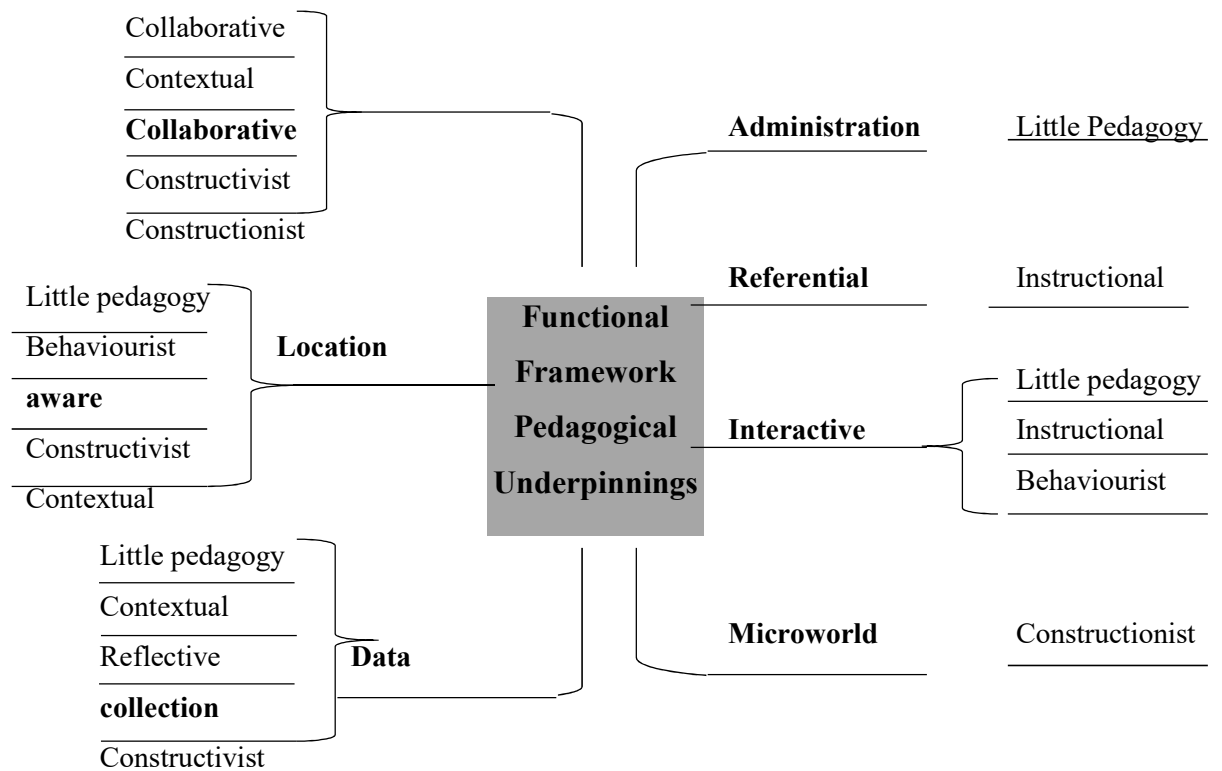 Collaborative
Contextual
Collaborative
Constructivist
Constructionist
Little pedagogy
Behaviourist
Location
aware
Constructivist
Contextual
Little pedagogy
Contextual
Reflective
Data
collection
Constructivist
Functional
Framework
Pedagogical
Underpinnings
Administration
Little Pedagogy
Referential
Instructional
Interactive
Little pedagogy
Instructional
Behaviourist
Microworld
Constructionist